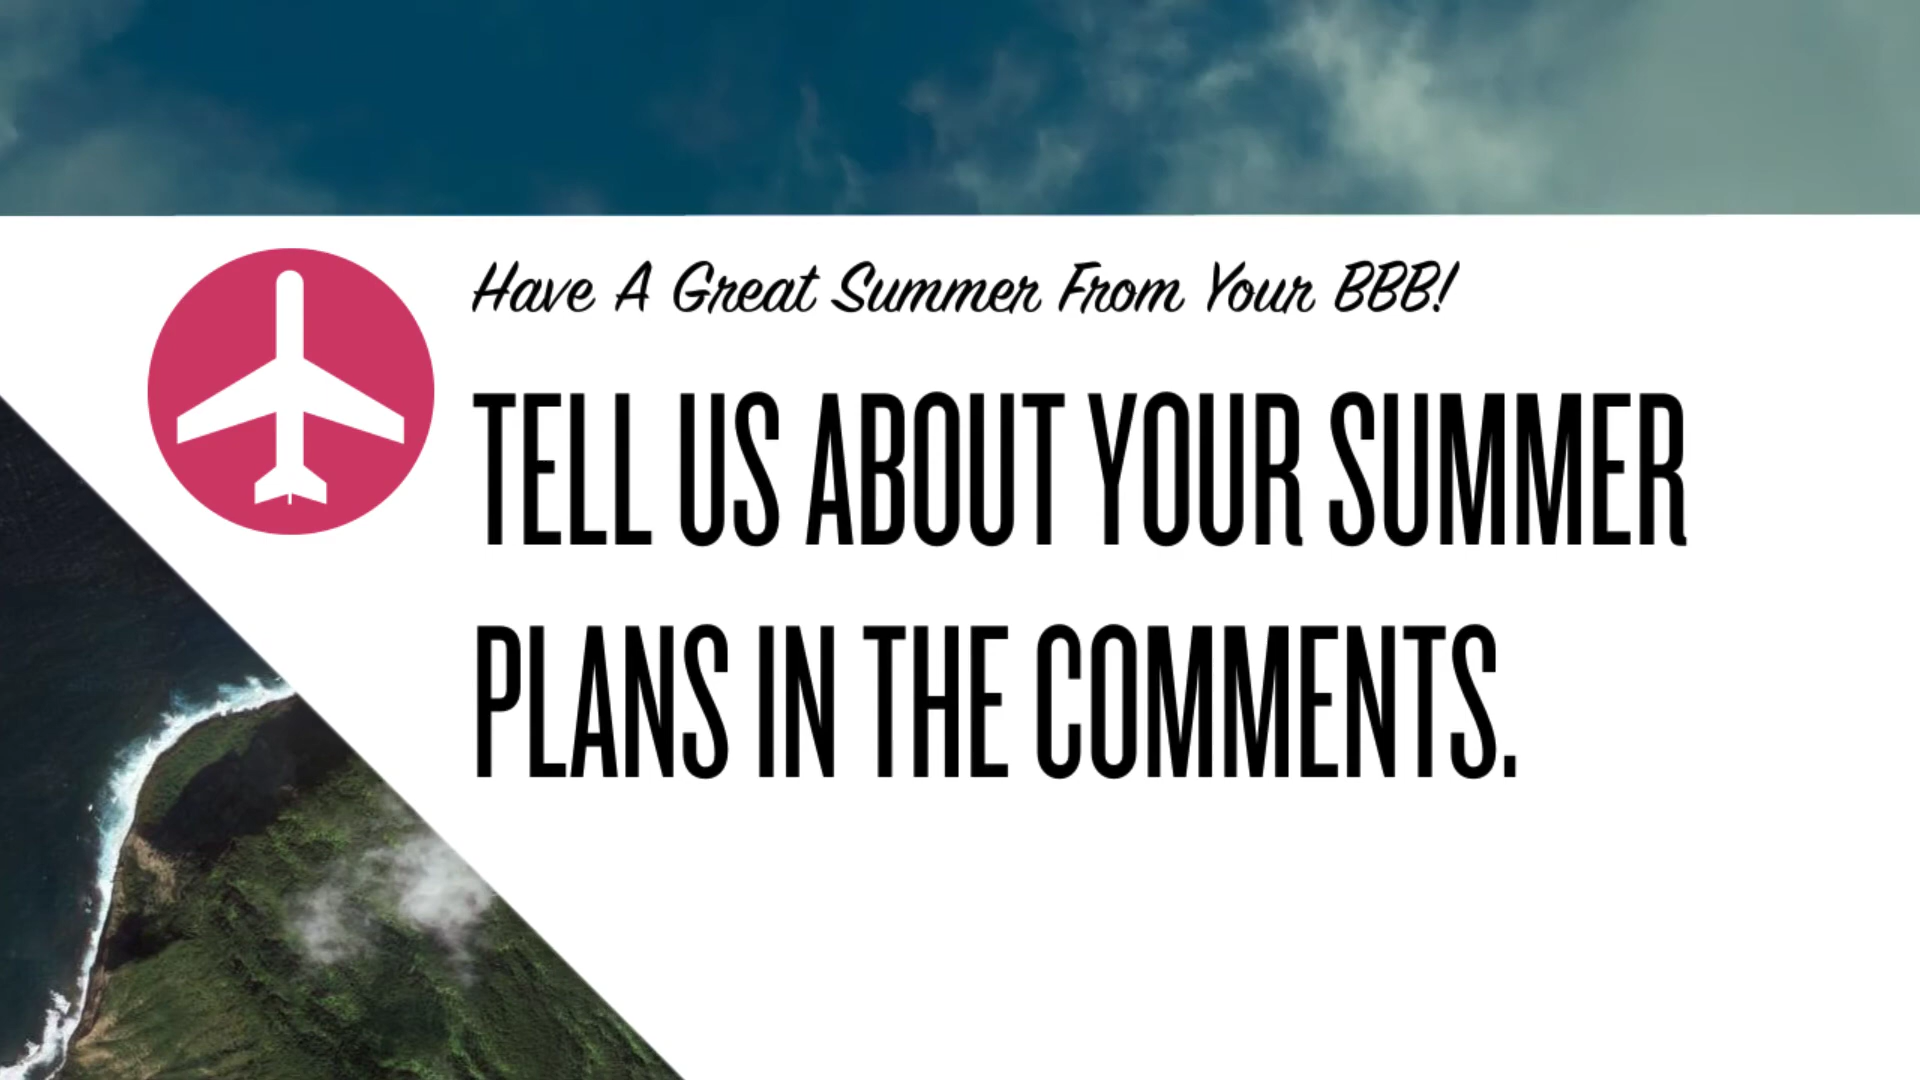 Have A Great Summer From Your BBB!
TELL US ABOUT YOUR SUMMER
PLANS IN THE COMMENTS.